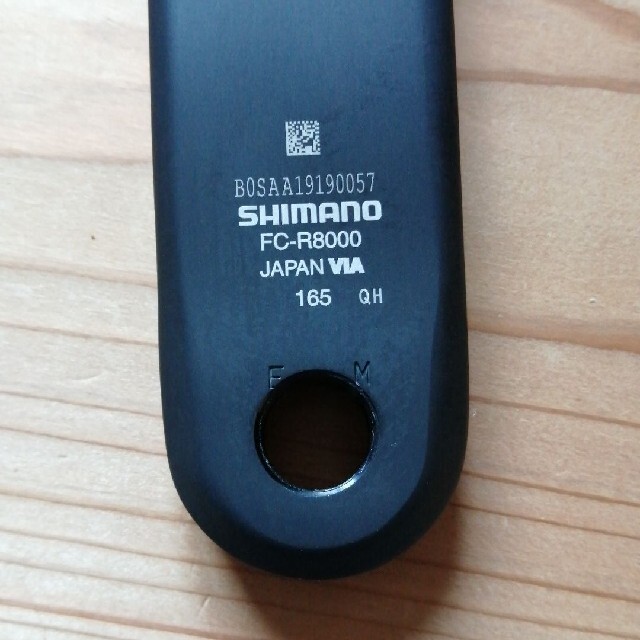 B0SAA19190057
SHIMANO
FC-R8000
JAPAN VIA
165 QH
E M